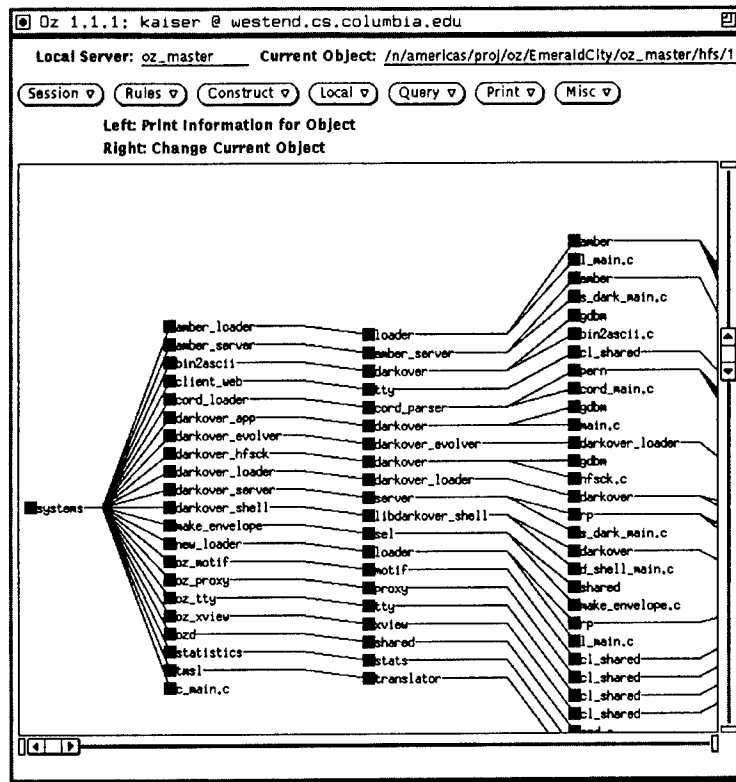 Oz 1.1.1: kaiser @ westend.cs.columbia.edu
Local Server: oz_master Current Object: /n/americas/proj/oz/EmeraldCity/oz_master/hfs/1
Session Rules Construct Local Query Print Misc
Left: Print Information for Object
Right: Change Current Object
systems
amber_loader
amber_server
bin2ascii
client_web
cord_loader
darkover_app
darkover_evolver
darkover_hfsck
darkover_loader
darkover_server
darkover_shell
make_envelope
new_loader
oz_motif
oz_proxy
oz_tty
oz_xview
ozd
statistics
tmsl
c_main.c
loader
amber_server
darkover
tty
cord_parser
darkover
darkover_evolver
darkover
darkover_loader
server
libdarkover_shell
sel
loader
motif
proxy
tty
xview
shared
stats
translator
amber
l_main.c
amber
s_dark_main.c
gdbm
bin2ascii.c
cl_shared
pern
cord_main.c
gdbm
main.c
darkover_loader
gdbm
hfsck.c
darkover
rp
s_dark_main.c
darkover
d_shell_main.c
shared
make_envelope.c
rp
l_main.c
cl_shared
cl_shared
cl_shared
cl_shared